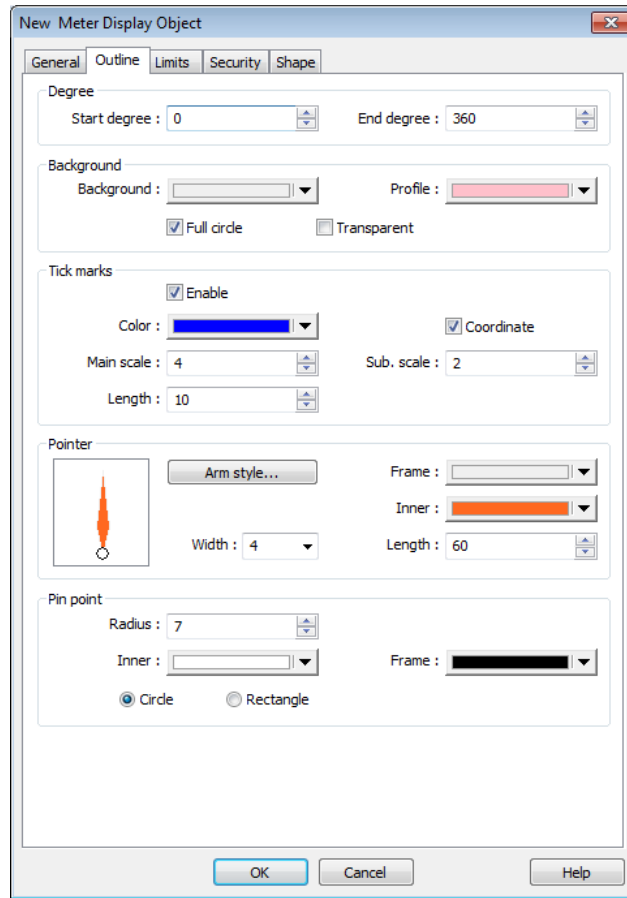 New  Meter Display Object
General Outline Limits Security Shape
Degree
Start degree : 0 End degree : 360
Background
Background : Profile :
Full circle Transparent
Tick marks
Enable
Color : Coordinate
Main scale : 4 Sub. scale : 2
Length : 10
Pointer
Arm style... Frame :
Inner :
Width : 4 Length : 60
Pin point
Radius : 7
Inner : Frame :
Circle Rectangle
OK Cancel Help